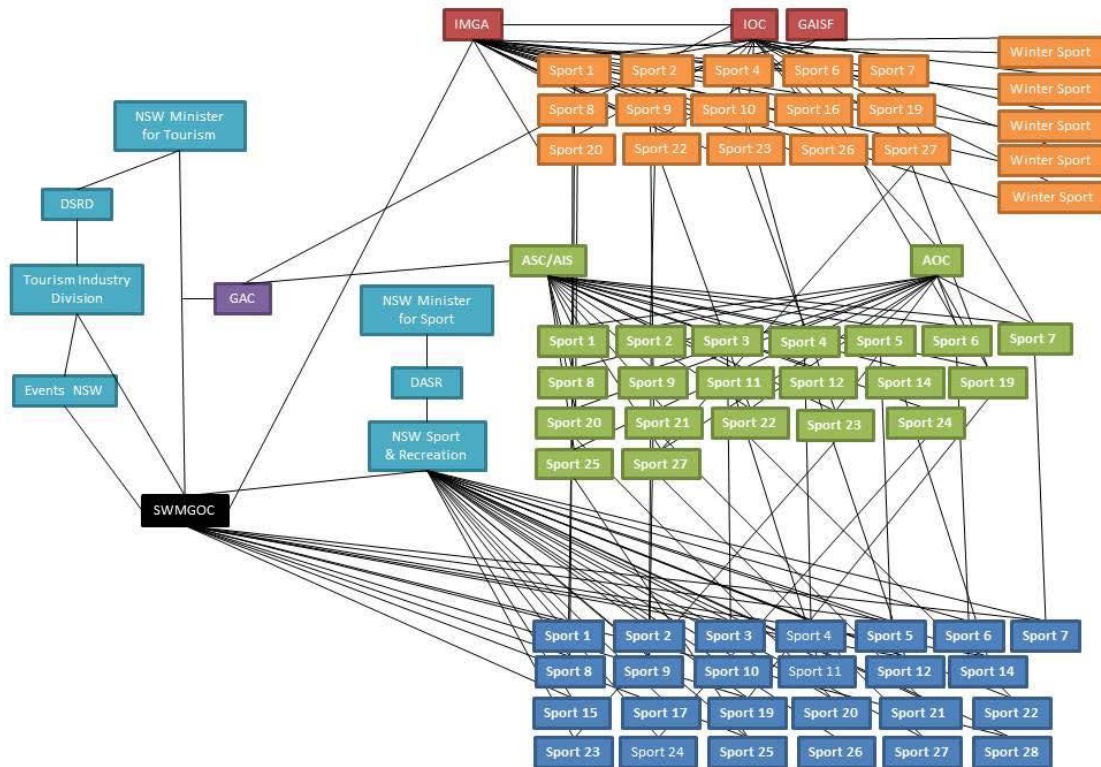 IMGA
IOC
GAISF
Sport 1
Sport 2
Sport 4
Sport 6
Sport 7
Winter Sport
Winter Sport
Sport 8
Sport 9
Sport 10
Sport 16
Sport 19
Winter Sport
Sport 20
Sport 22
Sport 23
Sport 26
Sport 27
Winter Sport
Winter Sport
NSW Minister
for Tourism
DSRD
Tourism Industry
Division
GAC
Events NSW
SWMGOC
NSW Minister
for Sport
DASR
NSW Sport
& Recreation
ASC/AIS
AOC
Sport 1
Sport 2
Sport 3
Sport 4
Sport 5
Sport 6
Sport 7
Sport 8
Sport 9
Sport 11
Sport 12
Sport 14
Sport 19
Sport 20
Sport 21
Sport 22
Sport 23
Sport 24
Sport 25
Sport 27
Sport 1
Sport 2
Sport 3
Sport 4
Sport 5
Sport 6
Sport 7
Sport 8
Sport 9
Sport 10
Sport 11
Sport 12
Sport 14
Sport 15
Sport 17
Sport 19
Sport 20
Sport 21
Sport 22
Sport 23
Sport 24
Sport 25
Sport 26
Sport 27
Sport 28